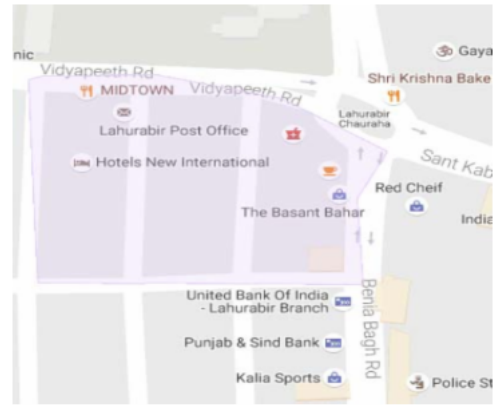 nic
Gaya
Vidyapeeth Rd
Shri Krishna Bake
MIDTOWN
Vidyapeeth Rd
Lahurabir
Chauraha
Lahurabir Post Office
Hotels New International
Sant Kab
Red Cheif
The Basant Bahar
India
United Bank Of India
- Lahurabir Branch
Benia Bagh Rd
Punjab & Sind Bank
Kalia Sports
Police St